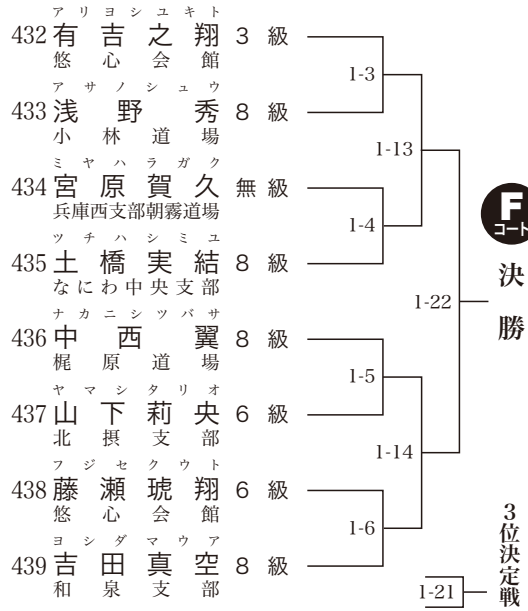 アリヨシユキト
432 有吉之翔 3級
悠心会館
アサノシュウ
433 浅野秀 8級
小林道場
ミヤハラガク
434 宮原賀久 無級
兵庫西支部朝霧道場
ツチハシミユ
435 土橋実結 8級
なにわ中央支部
ナカニシツバサ
436 中西翼 8級
梶原道場
ヤマシタリオ
437 山下莉央 6級
北摂支部
フジセクウト
438 藤瀬琥翔 6級
悠心会館
ヨシダマウア
439 吉田真空 8級
和泉支部
1-3
1-4
1-5
1-6
1-13
1-14
1-22
Fコート
決勝
3位決定戦
1-21